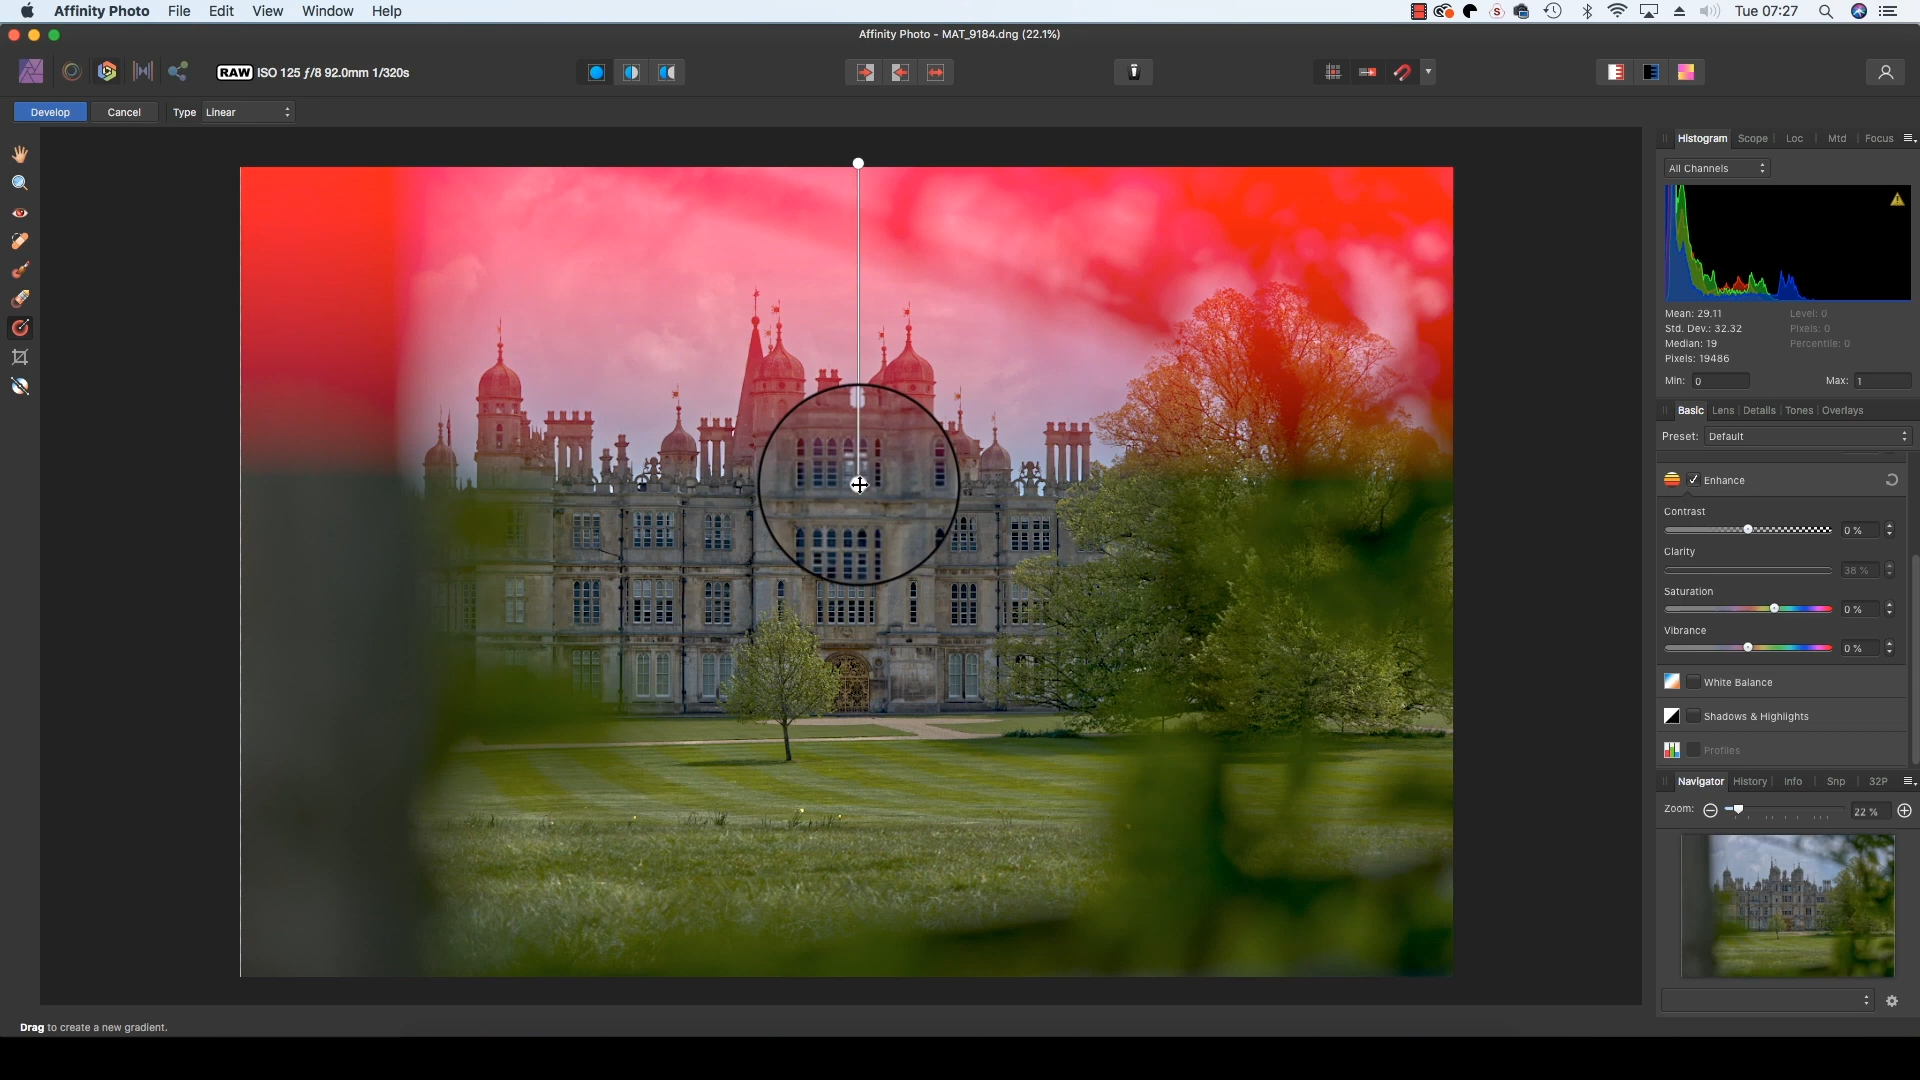 Affinity Photo File Edit View Window Help Tue 07:27
Affinity Photo - MAT_9184.dng (22.1%)
RAW ISO 125 ƒ/8 92.0mm 1/320s
Develop Cancel Type Linear
Histogram Scope Loc Mtd Focus
All Channels
Mean: 29.11 Level: 0
Std. Dev.: 32.32 Pixels: 0
Median: 19 Percentile: 0
Pixels: 19486
Min: 0 Max: 1
Basic Lens Details Tones Overlays
Preset: Default
Enhance
Contrast
0 %
Clarity
38 %
Saturation
0 %
Vibrance
0 %
White Balance
Shadows & Highlights
Profiles
Navigator History Info Snp 32P
Zoom: 22 %
Drag to create a new gradient.